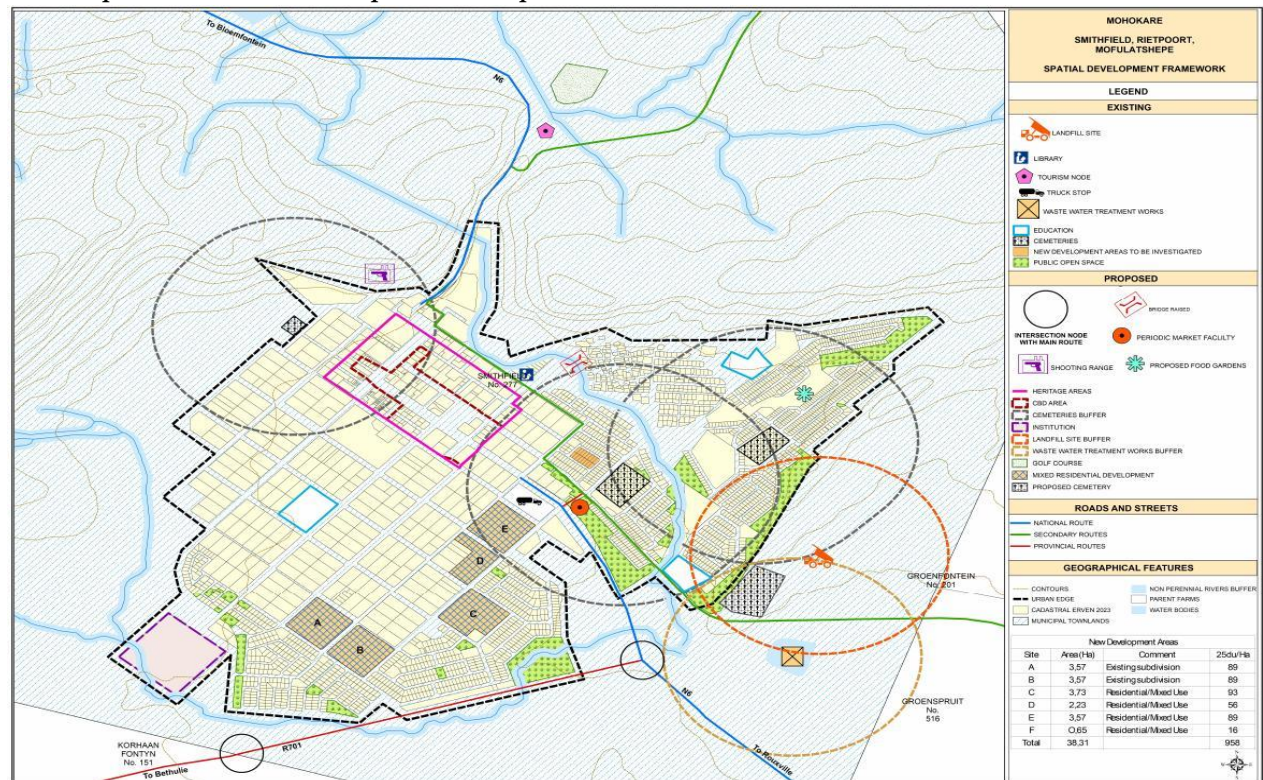 To Bloemfontein
N6
SMITHFIELD
No. 277
E
D
C
A
B
GROENFONTEIN
No. 201
GROENSPRUIT
No.
516
KORHAAN
FONTYN
No. 151
R701
To Bethulie
N6
To Rouxville
MOHOKARE
SMITHFIELD, RIETPOORT,
MOFULATSHEPE
SPATIAL DEVELOPMENT FRAMEWORK
LEGEND
EXISTING
LANDFILL SITE
LIBRARY
TOURISM NODE
TRUCK STOP
WASTE WATER TREATMENT WORKS
EDUCATION
CEMETERIES
NEW DEVELOPMENT AREAS TO BE INVESTIGATED
PUBLIC OPEN SPACE
PROPOSED
BRIDGE RAISED
INTERSECTION NODE
WITH MAIN ROUTE
PERIODIC MARKET FACILTY
SHOOTING RANGE
PROPOSED FOOD GARDENS
HERITAGE AREAS
CBD AREA
CEMETERIES BUFFER
INSTITUTION
LANDFILL SITE BUFFER
WASTE WATER TREATMENT WORKS BUFFER
GOLF COURSE
MIXED RESIDENTIAL DEVELOPMENT
PROPOSED CEMETERY
ROADS AND STREETS
NATIONAL ROUTE
SECONDARY ROUTES
PROVINCIAL ROUTES
GEOGRAPHICAL FEATURES
CONTOURS
URBAN EDGE
CADASTRAL ERVEN 2023
MUNICIPAL TOWNLANDS
NON PERENNIAL RIVERS BUFFER
PARENT FARMS
WATER BODIES
New Development Areas
Site Area(Ha) Comment 25du/Ha
A 3,57 Existing subdivision 89
B 3,57 Existing subdivision 89
C 3,73 Residential/Mixed Use 93
D 2,23 Residential/Mixed Use 56
E 3,57 Residential/Mixed Use 89
F 0,65 Residential/Mixed Use 16
Total 38,31 958